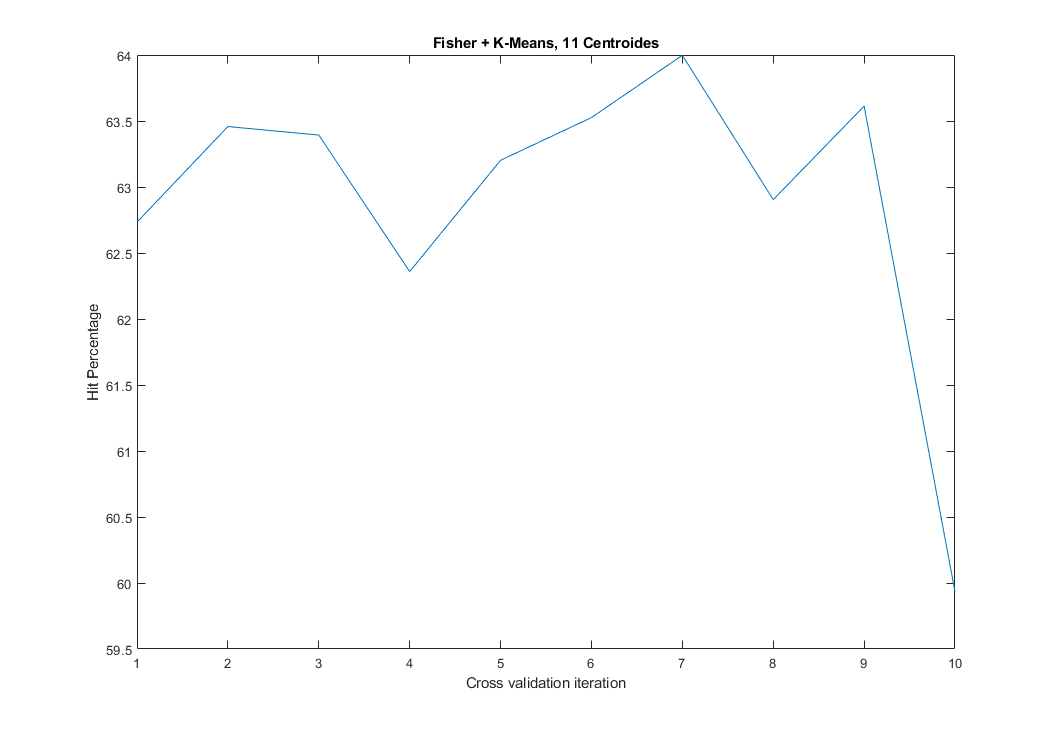 Fisher + K-Means, 11 Centroides
64
63.5
63
62.5
62
61.5
61
60.5
60
59.5
Hit Percentage
1 2 3 4 5 6 7 8 9 10
Cross validation iteration